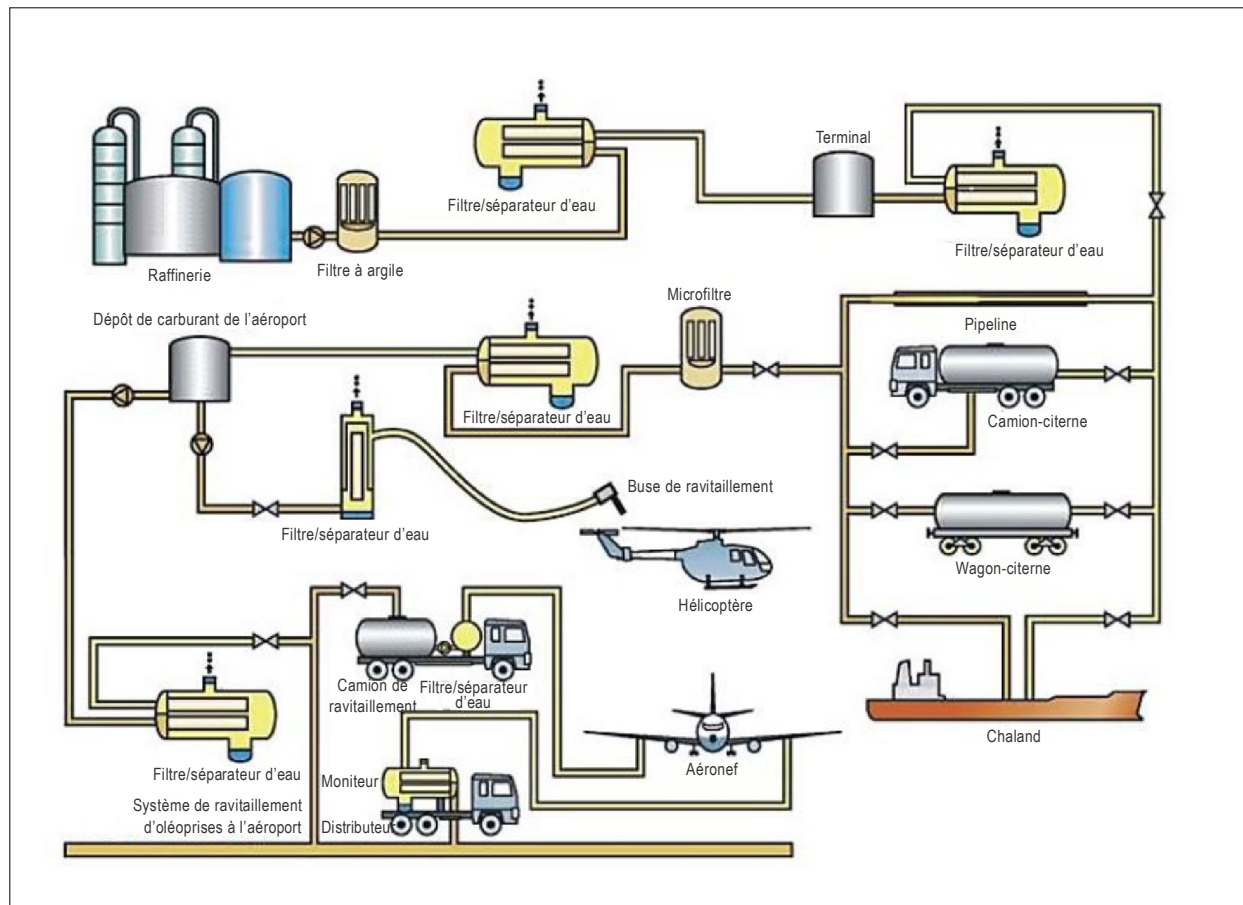 Filtre/séparateur d'eau
Terminal
Raffinerie
Filtre à argile
Filtre/séparateur d'eau
Dépôt de carburant de l'aéroport
Microfiltre
Pipeline
Filtre/séparateur d'eau
Camion-citerne
Buse de ravitaillement
Filtre/séparateur d'eau
Wagon-citerne
Hélicoptère
Camion de
ravitaillement
Filtre/séparateur
d'eau
Chaland
Filtre/séparateur d'eau
Moniteur
Aéronef
Système de ravitaillement
d'oléoprises à l'aéroport
Distributeur